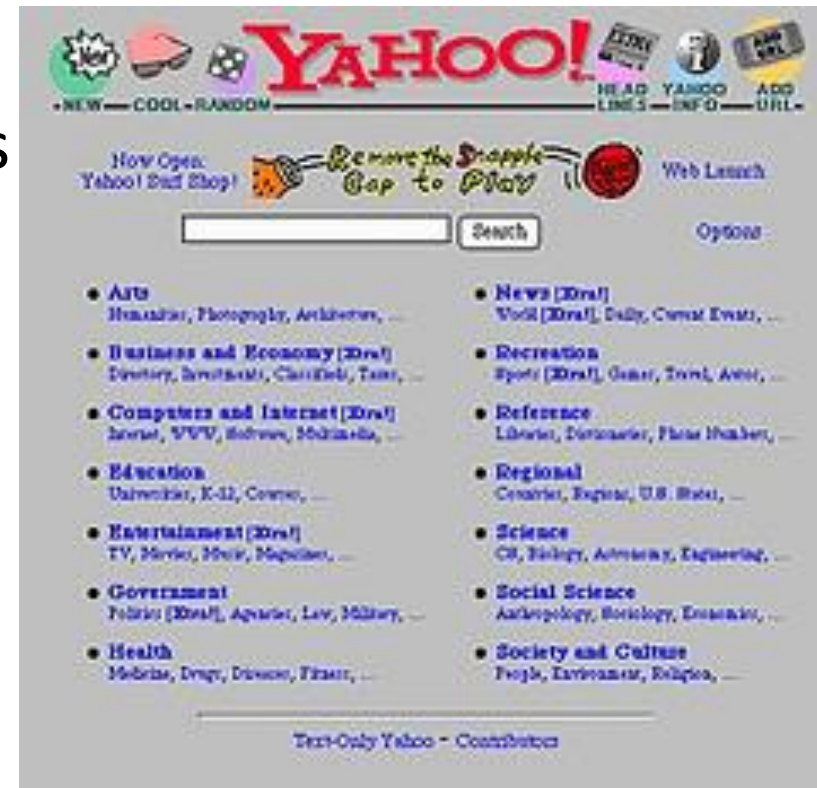 s
New
EXTRA
i
ADD URL
YAHOO!
NEW COOL RANDOM
HEAD LINES YAHOO INFO ADD URL
Now Open: Yahoo! Surf Shop!
Remove the Snapple Cap to Play
Web Launch
Search Options
• Arts
Humanities, Photography, Architecture, ...
• Business and Economy [Xtra!]
Directory, Investments, Classifieds, Taxes, ...
• Computers and Internet [Xtra!]
Internet, WWW, Software, Multimedia, ...
• Education
Universities, K-12, Courses, ...
• Entertainment [Xtra!]
TV, Movies, Music, Magazines, ...
• Government
Politics [Xtra!], Agencies, Law, Military, ...
• Health
Medicine, Drugs, Diseases, Fitness, ...
• News [Xtra!]
World [Xtra!], Daily, Current Events, ...
• Recreation
Sports [Xtra!], Games, Travel, Autos, ...
• Reference
Libraries, Dictionaries, Phone Numbers, ...
• Regional
Countries, Regions, U.S. States, ...
• Science
CS, Biology, Astronomy, Engineering, ...
• Social Science
Anthropology, Sociology, Economics, ...
• Society and Culture
People, Environment, Religion, ...
Text-Only Yahoo - Contributors